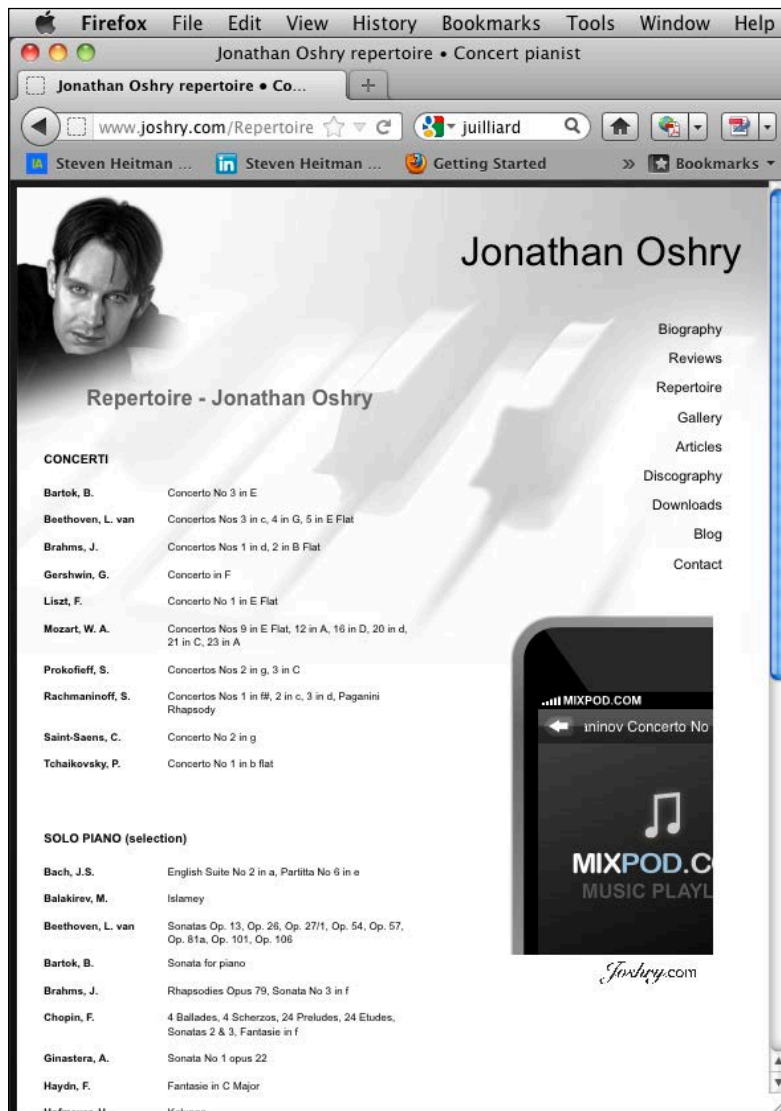 Firefox File Edit View History Bookmarks Tools Window Help
Jonathan Oshry repertoire • Concert pianist
Jonathan Oshry repertoire • Co...
www.joshry.com/Repertoire juilliard
Steven Heitman ... Steven Heitman ... Getting Started » Bookmarks
Jonathan Oshry
Biography
Reviews
Repertoire
Gallery
Articles
Discography
Downloads
Blog
Contact
Repertoire - Jonathan Oshry
CONCERTI
Bartok, B. Concerto No 3 in E
Beethoven, L. van Concertos Nos 3 in c, 4 in G, 5 in E Flat
Brahms, J. Concertos Nos 1 in d, 2 in B Flat
Gershwin, G. Concerto in F
Liszt, F. Concerto No 1 in E Flat
Mozart, W. A. Concertos Nos 9 in E Flat, 12 in A, 16 in D, 20 in d,
21 in C, 23 in A
Prokofieff, S. Concertos Nos 2 in g, 3 in C
Rachmaninoff, S. Concertos Nos 1 in f#, 2 in c, 3 in d, Paganini
Rhapsody
Saint-Saens, C. Concerto No 2 in g
Tchaikovsky, P. Concerto No 1 in b flat
SOLO PIANO (selection)
Bach, J.S. English Suite No 2 in a, Partitta No 6 in e
Balakirev, M. Islamey
Beethoven, L. van Sonatas Op. 13, Op. 26, Op. 27/1, Op. 54, Op. 57,
Op. 81a, Op. 101, Op. 106
Bartok, B. Sonata for piano
Brahms, J. Rhapsodies Opus 79, Sonata No 3 in f
Chopin, F. 4 Ballades, 4 Scherzos, 24 Preludes, 24 Etudes,
Sonatas 2 & 3, Fantasie in f
Ginastera, A. Sonata No 1 opus 22
Haydn, F. Fantasie in C Major
MIXPOD.COM
aninov Concerto No
MIXPOD.C
MUSIC PLAYL
Joshry.com